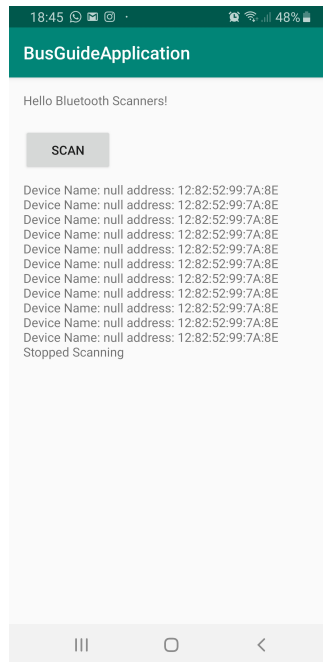 18:45 48%
BusGuideApplication
Hello Bluetooth Scanners!
SCAN
Device Name: null address: 12:82:52:99:7A:8E
Device Name: null address: 12:82:52:99:7A:8E
Device Name: null address: 12:82:52:99:7A:8E
Device Name: null address: 12:82:52:99:7A:8E
Device Name: null address: 12:82:52:99:7A:8E
Device Name: null address: 12:82:52:99:7A:8E
Device Name: null address: 12:82:52:99:7A:8E
Device Name: null address: 12:82:52:99:7A:8E
Device Name: null address: 12:82:52:99:7A:8E
Device Name: null address: 12:82:52:99:7A:8E
Device Name: null address: 12:82:52:99:7A:8E
Stopped Scanning